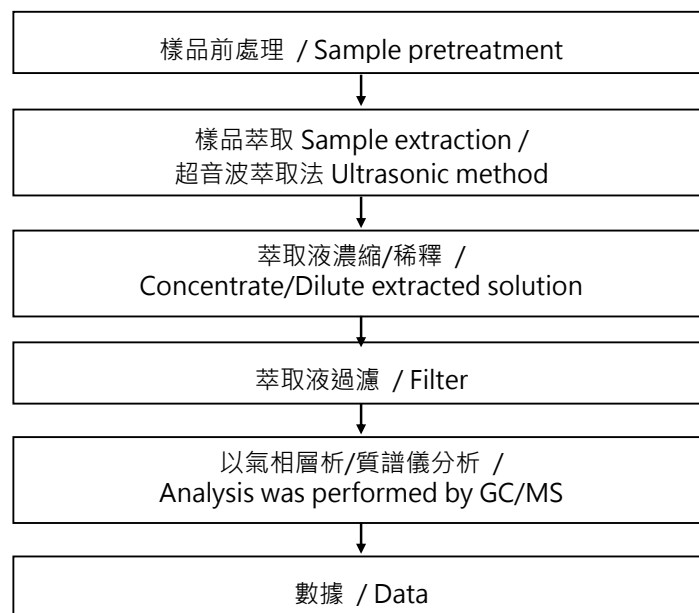 樣品前處理 / Sample pretreatment
樣品萃取 Sample extraction /
超音波萃取法 Ultrasonic method
萃取液濃縮/稀釋 /
Concentrate/Dilute extracted solution
萃取液過濾 / Filter
以氣相層析/質譜儀分析 /
Analysis was performed by GC/MS
數據 / Data